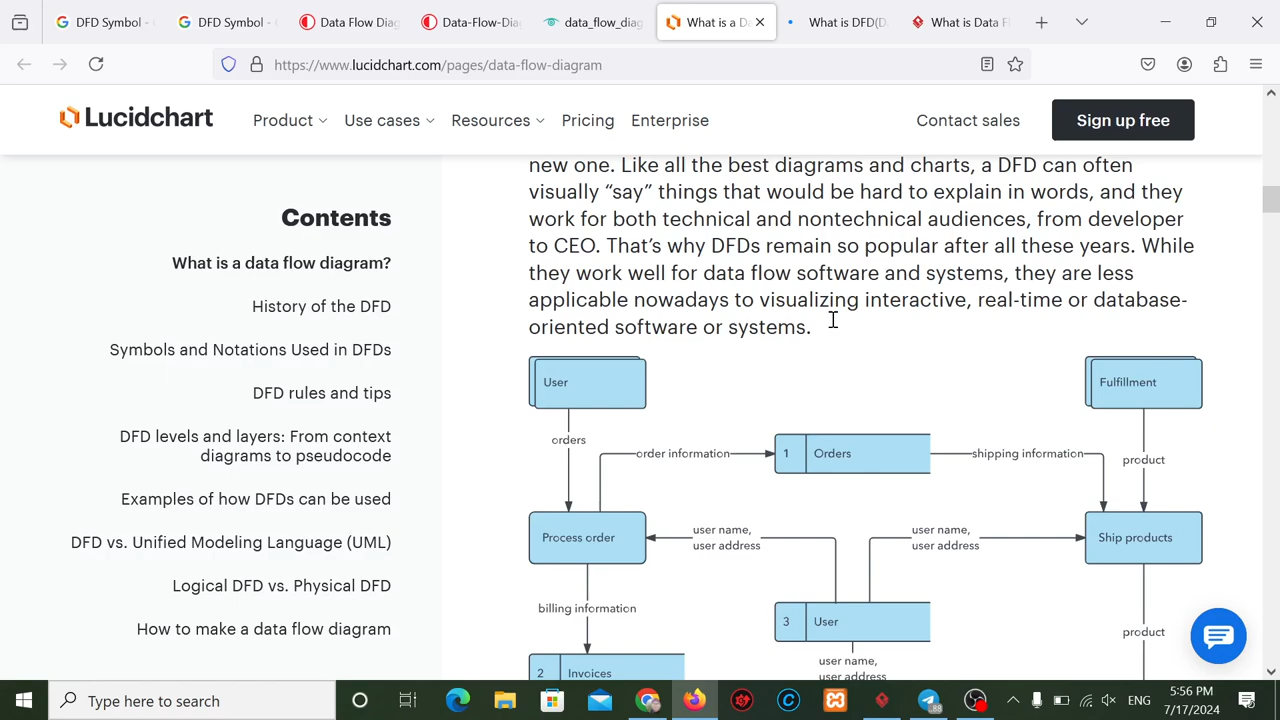 DFD Symbol -
DFD Symbol -
Data Flow Dia
Data-Flow-Dia
data_flow_dia
What is a Da
What is DFD(D
What is Data F
https://www.lucidchart.com/pages/data-flow-diagram
Lucidchart
Product
Use cases
Resources
Pricing
Enterprise
Contact sales
Sign up free
Contents
What is a data flow diagram?
History of the DFD
Symbols and Notations Used in DFDs
DFD rules and tips
DFD levels and layers: From context
diagrams to pseudocode
Examples of how DFDs can be used
DFD vs. Unified Modeling Language (UML)
Logical DFD vs. Physical DFD
How to make a data flow diagram
new one. Like all the best diagrams and charts, a DFD can often
visually “say” things that would be hard to explain in words, and they
work for both technical and nontechnical audiences, from developer
to CEO. That’s why DFDs remain so popular after all these years. While
they work well for data flow software and systems, they are less
applicable nowadays to visualizing interactive, real-time or database-
oriented software or systems.
User
Fulfillment
orders
order information
1 Orders
shipping information
product
Process order
user name,
user address
user name,
user address
Ship products
billing information
3 User
product
user name,
user address
2 Invoices
Type here to search
89
ENG
5:56 PM
7/17/2024